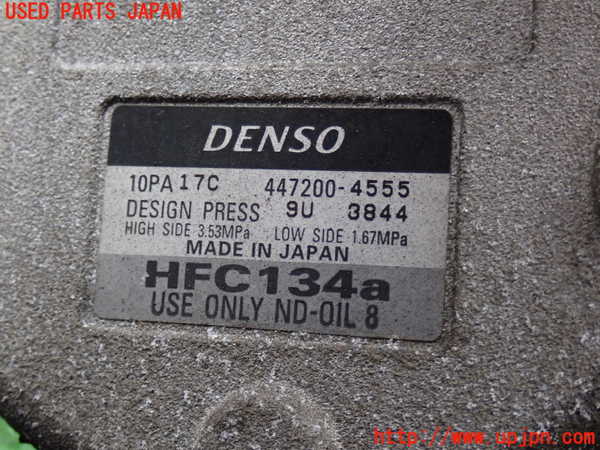 USED PARTS JAPAN
DENSO
10PA17C 447200-4555
DESIGN PRESS 9U 3844
HIGH SIDE 3.53MPa LOW SIDE 1.67MPa
MADE IN JAPAN
HFC134a
USE ONLY ND-OIL 8
http://www.upjpn.com/